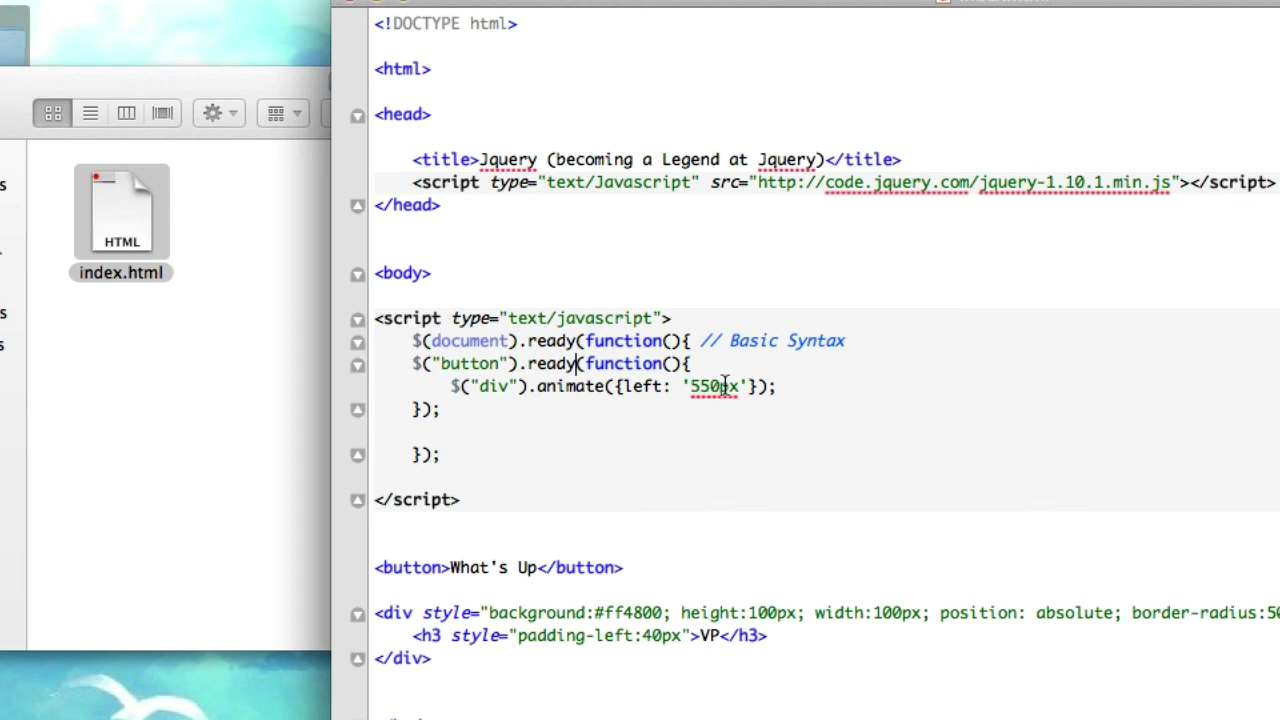 <!DOCTYPE html>
<html>
<head>
<title>Jquery (becoming a Legend at Jquery)</title>
<script type="text/Javascript" src="http://code.jquery.com/jquery-1.10.1.min.js"></script>
</head>
<body>
<script type="text/javascript">
$(document).ready(function(){ // Basic Syntax
$("button").ready(function(){
$("div").animate({left: '550px'});
});
});
</script>
<button>What's Up</button>
<div style="background:#ff4800; height:100px; width:100px; position: absolute; border-radius:50
<h3 style="padding-left:40px">VP</h3>
</div>
HTML
index.html